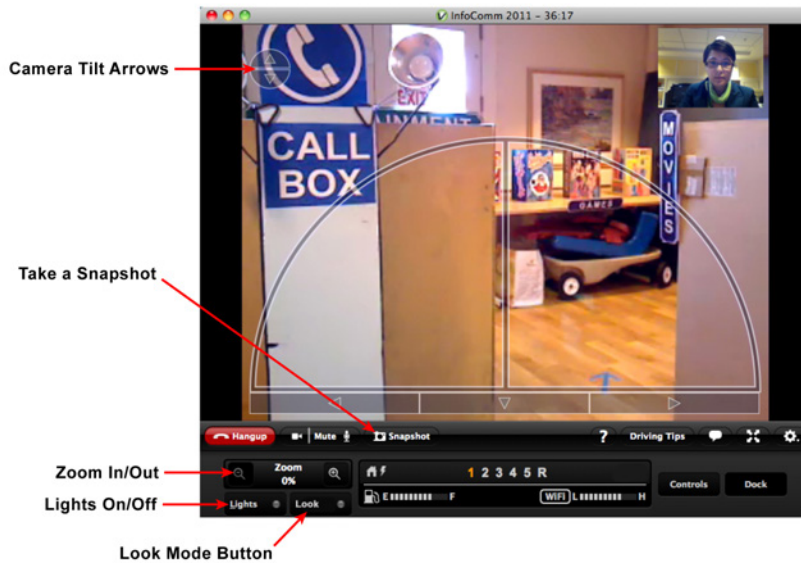 InfoComm 2011 – 36:17
Camera Tilt Arrows
EXIT
AINMENT
CALL
BOX
MOVIES
GAMES
Take a Snapshot
Hangup
Mute
Snapshot
?
Driving Tips
Zoom In/Out
Zoom
0%
1 2 3 4 5 R
Controls
Dock
E
F
WIFI
L
H
Lights On/Off
Lights
Look
Look Mode Button